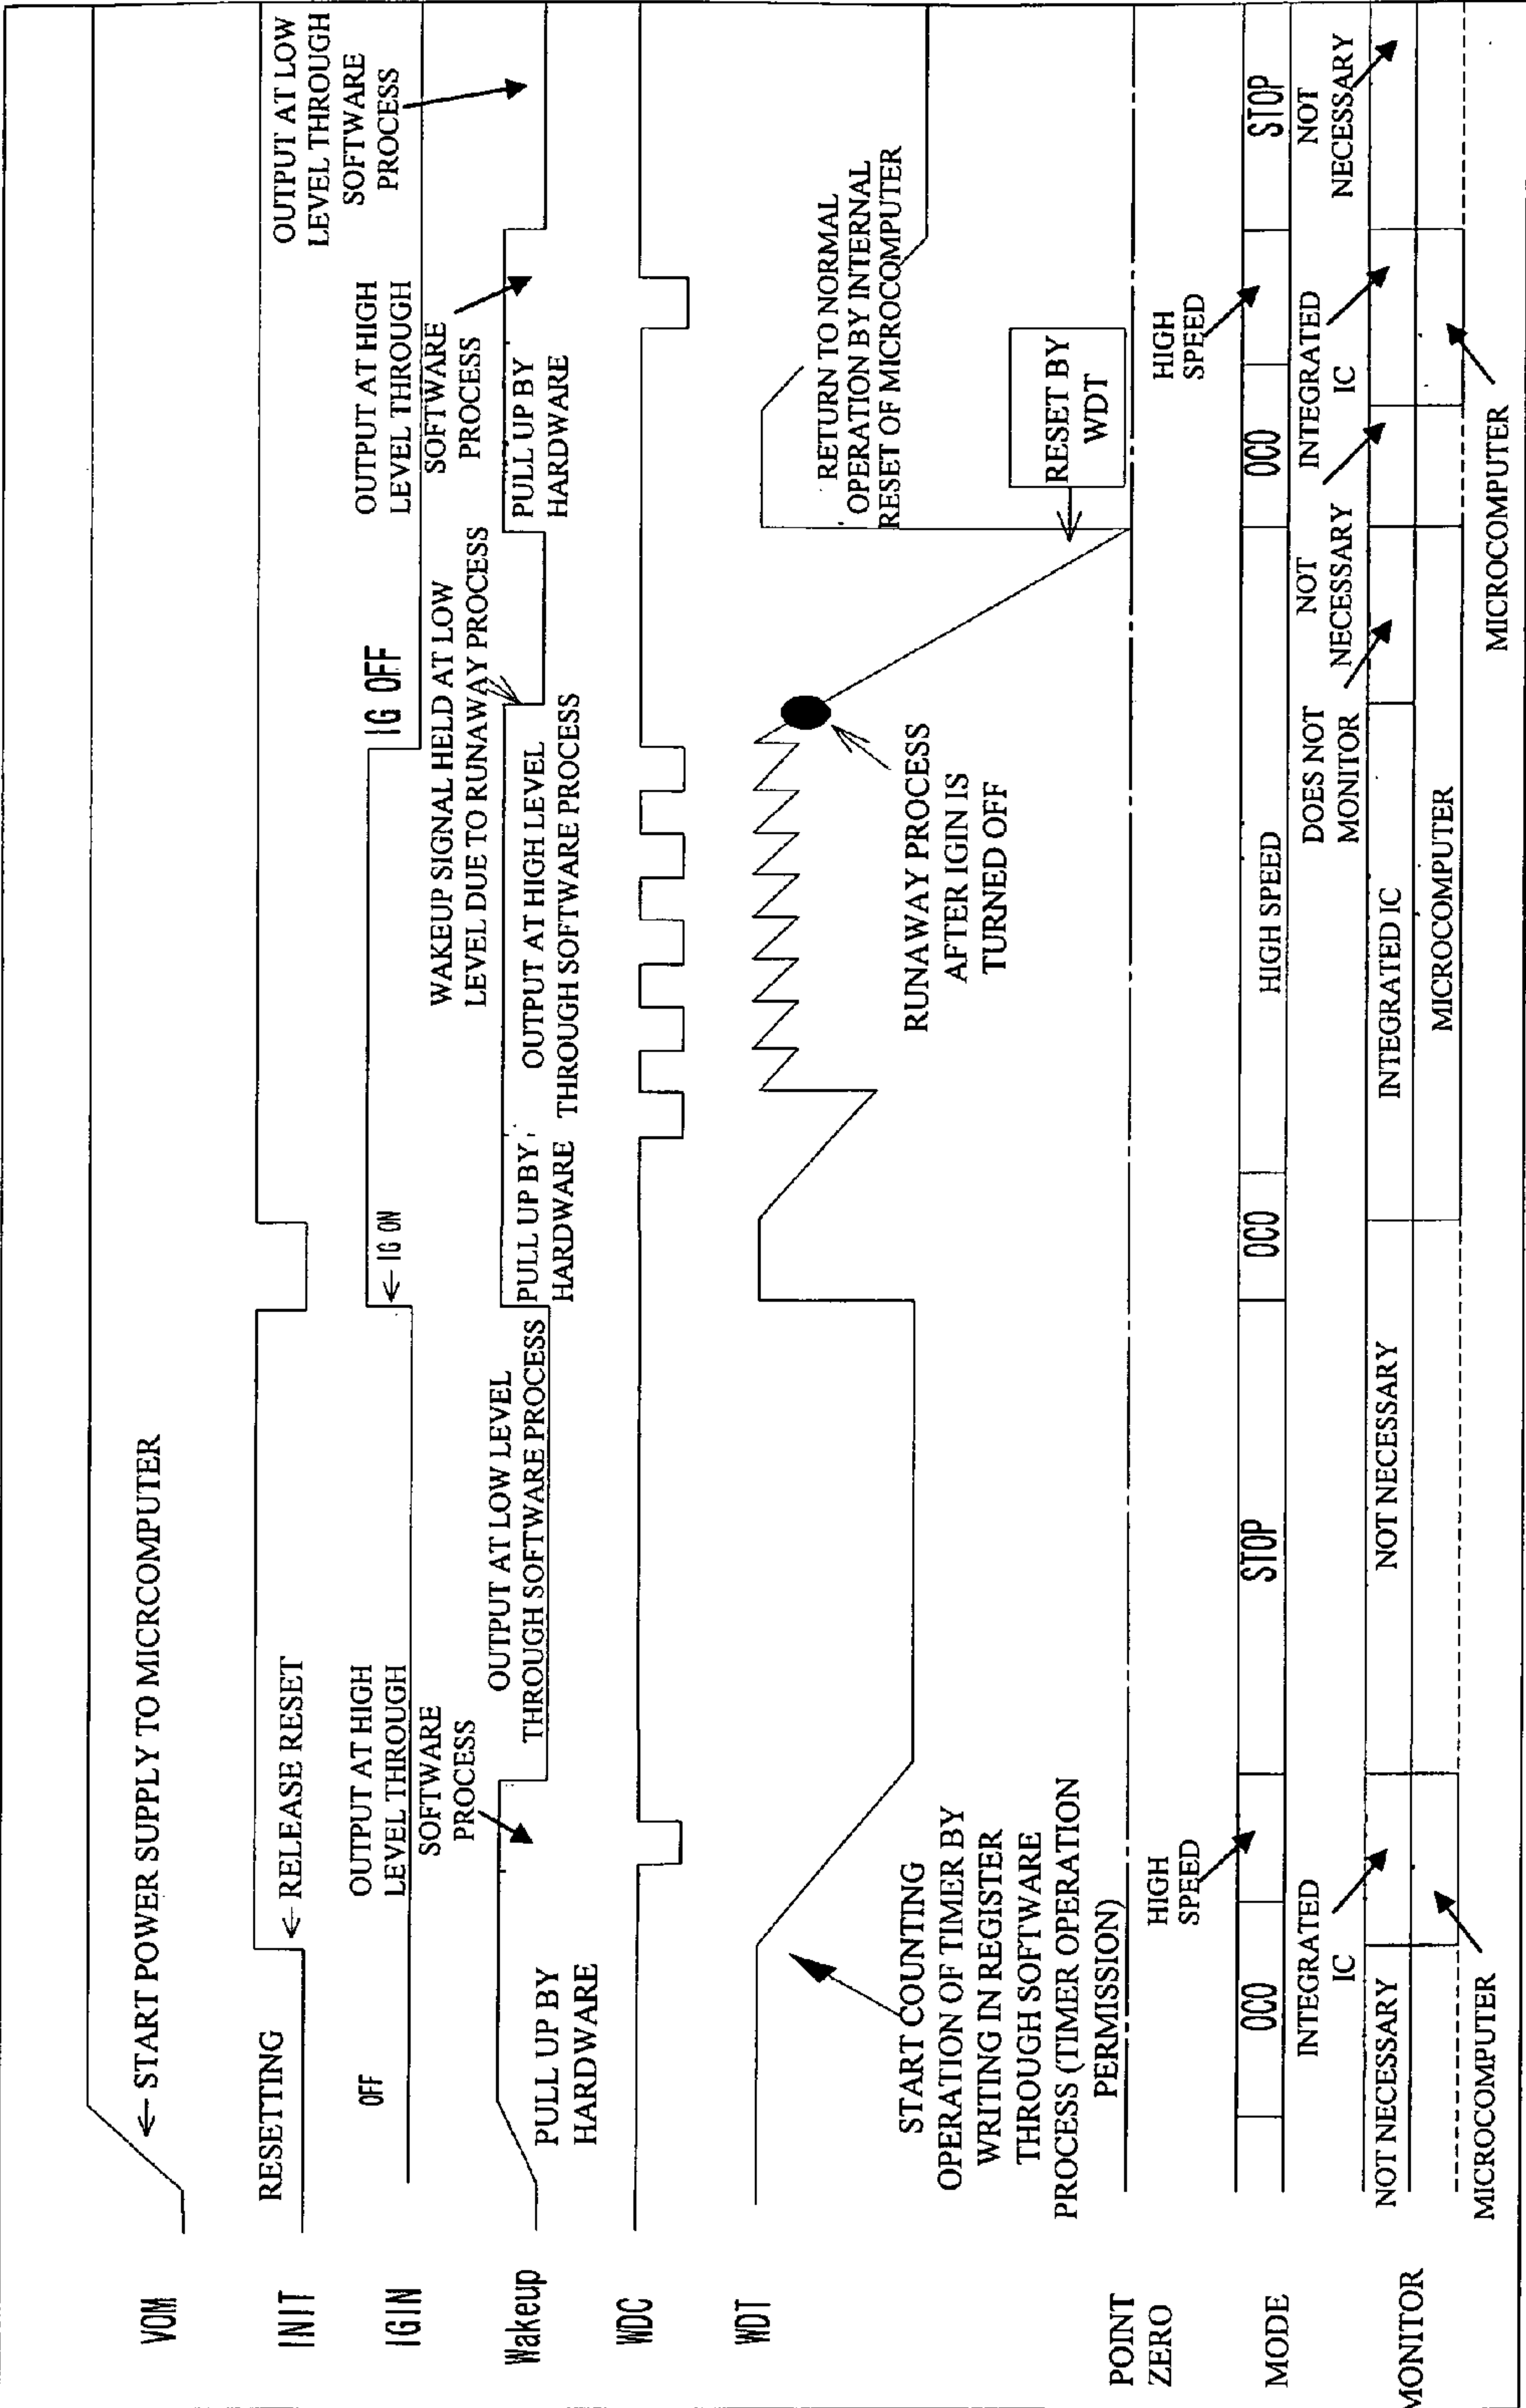 VOM
← START POWER SUPPLY TO MICRCOMPUTER
INIT
RESETTING
← RELEASE RESET
IGIN
OFF
← IG ON
IG OFF
OUTPUT AT HIGH
LEVEL THROUGH
SOFTWARE
PROCESS
OUTPUT AT HIGH
LEVEL THROUGH
SOFTWARE
PROCESS
OUTPUT AT LOW
LEVEL THROUGH
SOFTWARE
PROCESS
Wakeup
PULL UP BY
HARDWARE
OUTPUT AT LOW LEVEL
THROUGH SOFTWARE PROCESS
PULL UP BY
HARDWARE
OUTPUT AT HIGH LEVEL
THROUGH SOFTWARE PROCESS
WAKEUP SIGNAL HELD AT LOW
LEVEL DUE TO RUNAWAY PROCESS
PULL UP BY
HARDWARE
WDC
WDT
START COUNTING
OPERATION OF TIMER BY
WRITING IN REGISTER
THROUGH SOFTWARE
PROCESS (TIMER OPERATION
PERMISSION)
RUNAWAY PROCESS
AFTER IGIN IS
TURNED OFF
RETURN TO NORMAL
OPERATION BY INTERNAL
RESET OF MICROCOMPUTER
RESET BY
WDT
POINT
ZERO
HIGH
SPEED
HIGH
SPEED
MODE
OCO
STOP
OCO
HIGH SPEED
OCO
STOP
INTEGRATED
IC
DOES NOT
MONITOR
NOT
NECESSARY
INTEGRATED
IC
NOT
NECESSARY
MONITOR
NOT NECESSARY
NOT NECESSARY
INTEGRATED IC
MICROCOMPUTER
MICROCOMPUTER
MICROCOMPUTER